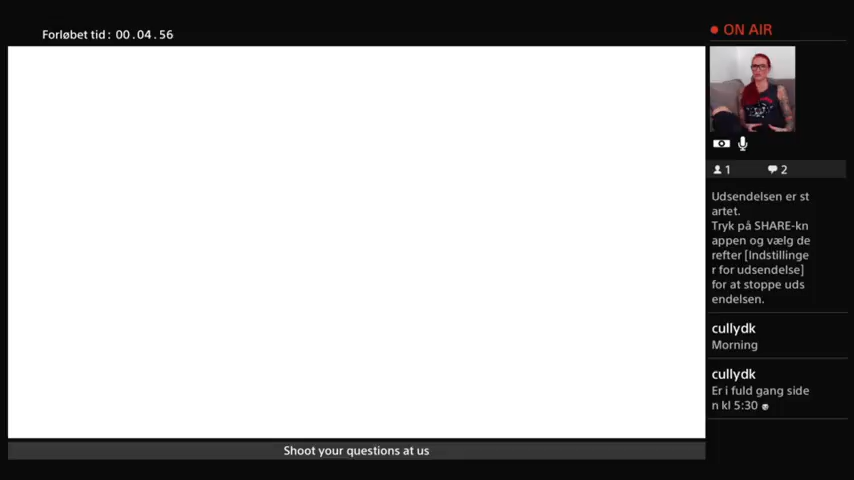 Forløbet tid: 00.04.56
ON AIR
1
2
Udsendelsen er st
artet.
Tryk på SHARE-kn
appen og vælg de
refter [Indstillinge
r for udsendelse]
for at stoppe uds
endelsen.
cullydk
Morning
cullydk
Er i fuld gang side
n kl 5:30
Shoot your questions at us